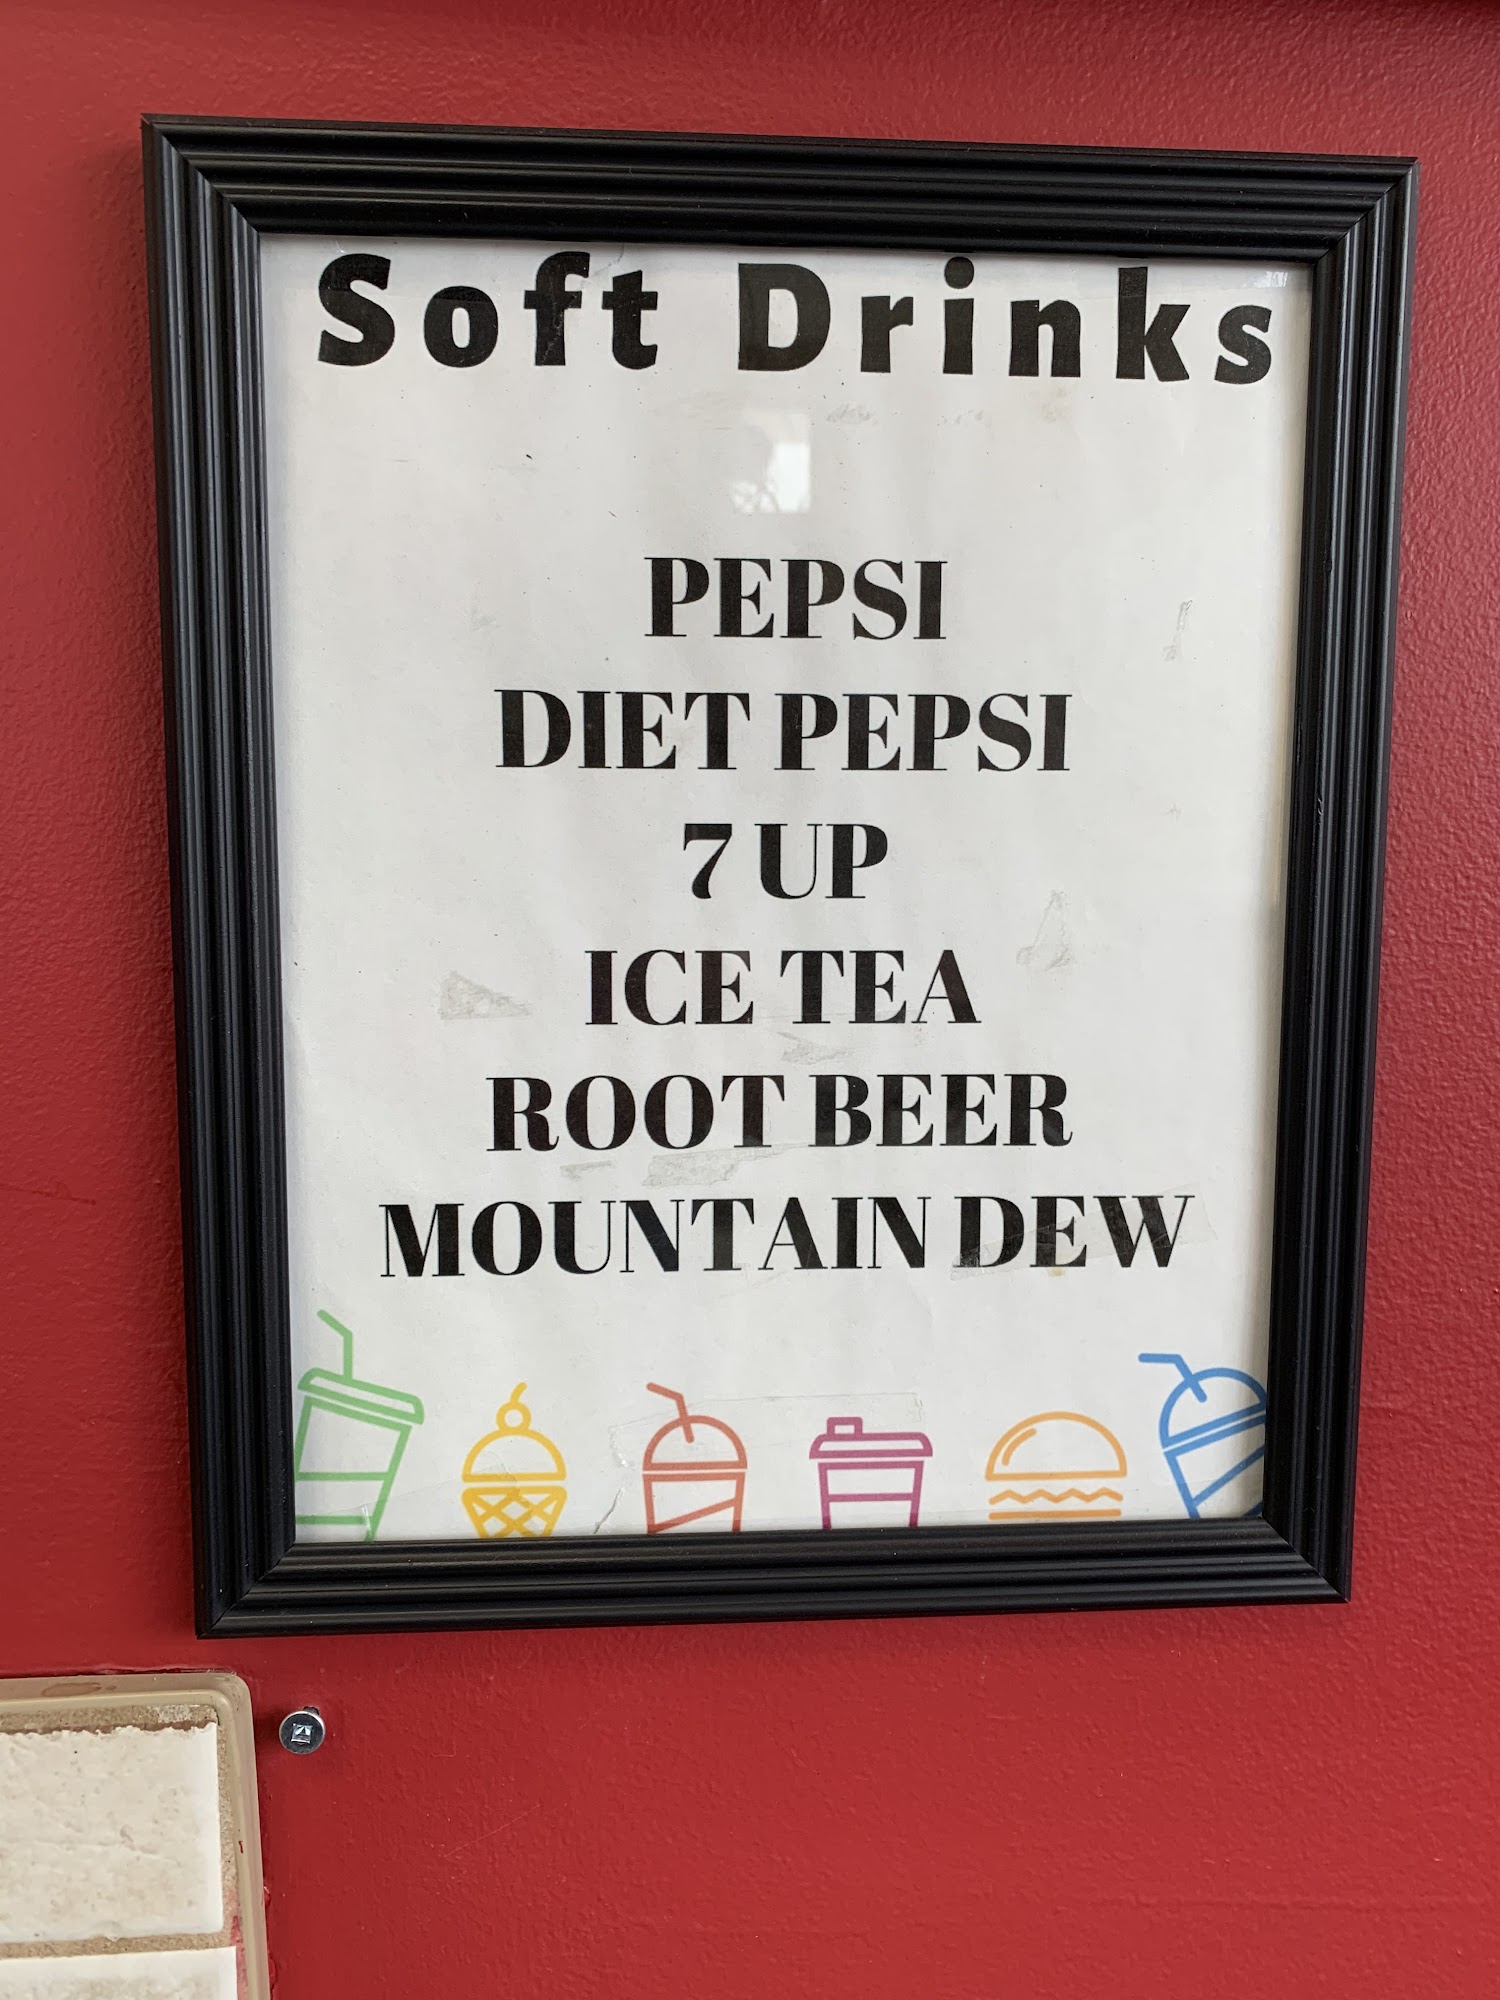 Soft Drinks
PEPSI
DIET PEPSI
7 UP
ICE TEA
ROOT BEER
MOUNTAIN DEW